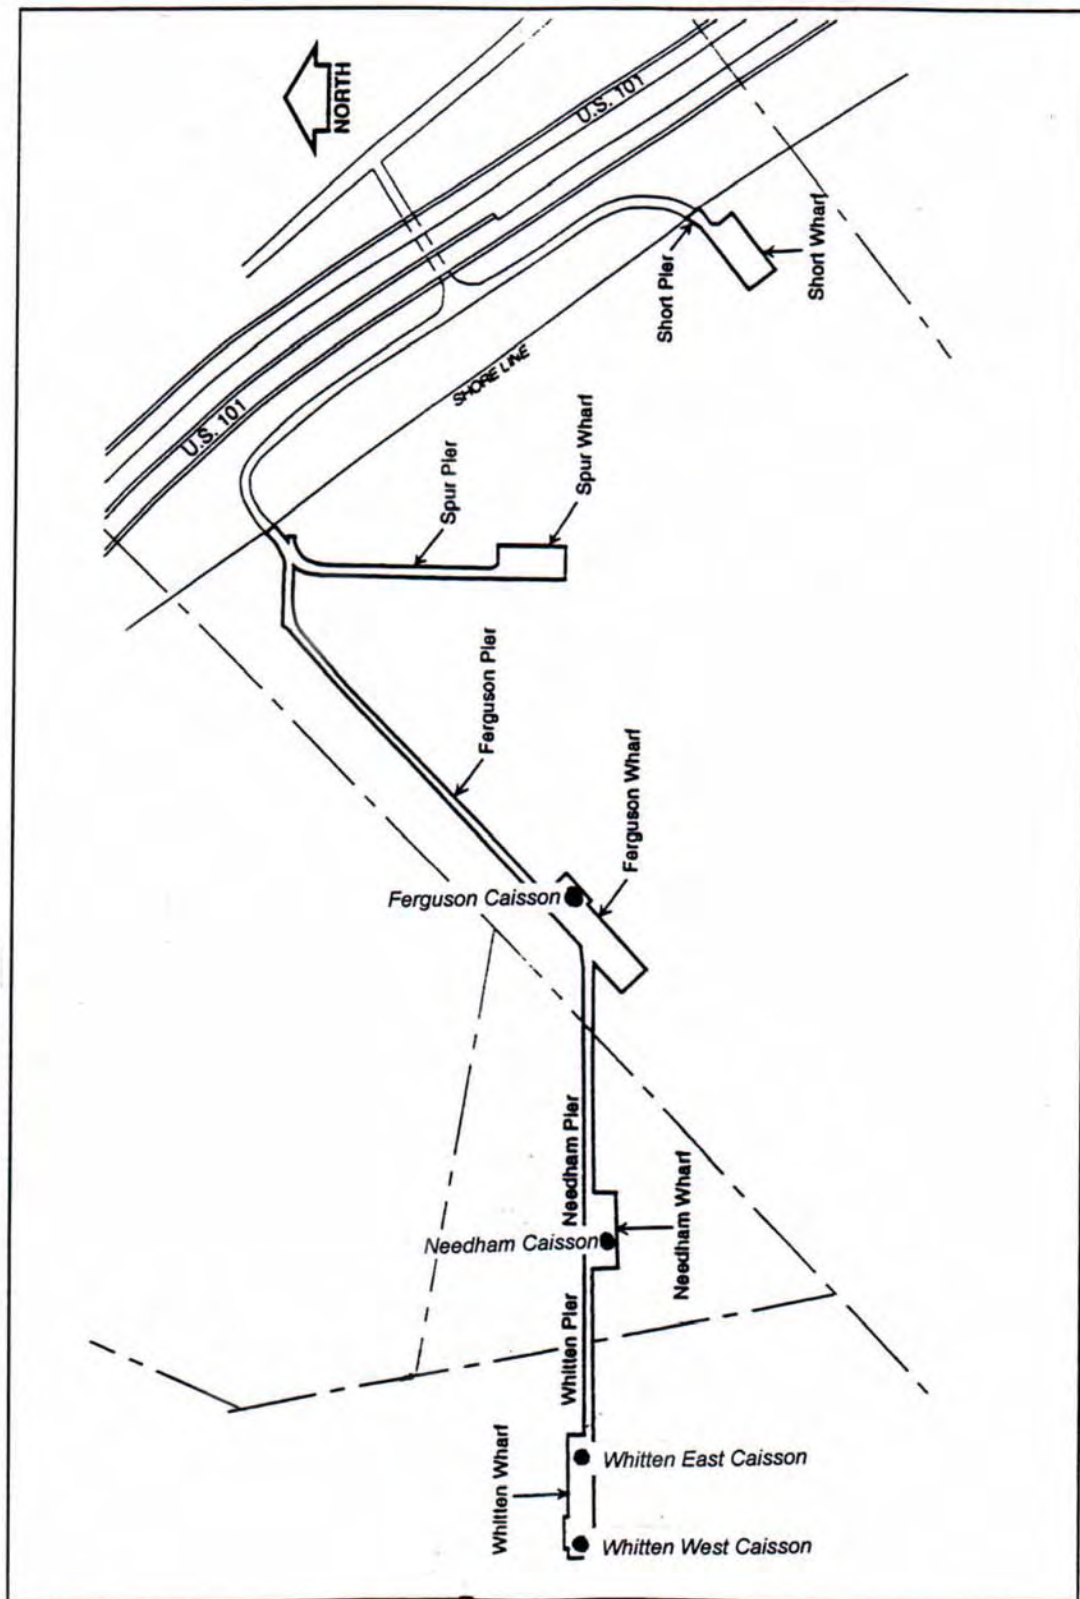 NORTH
U.S. 101
U.S. 101
Short Pier
Short Wharf
SHORE LINE
Spur Pier
Spur Wharf
Ferguson Pier
Ferguson Wharf
Ferguson Caisson
Needham Pier
Needham Wharf
Needham Caisson
Whitten Pier
Whitten Wharf
Whitten East Caisson
Whitten West Caisson